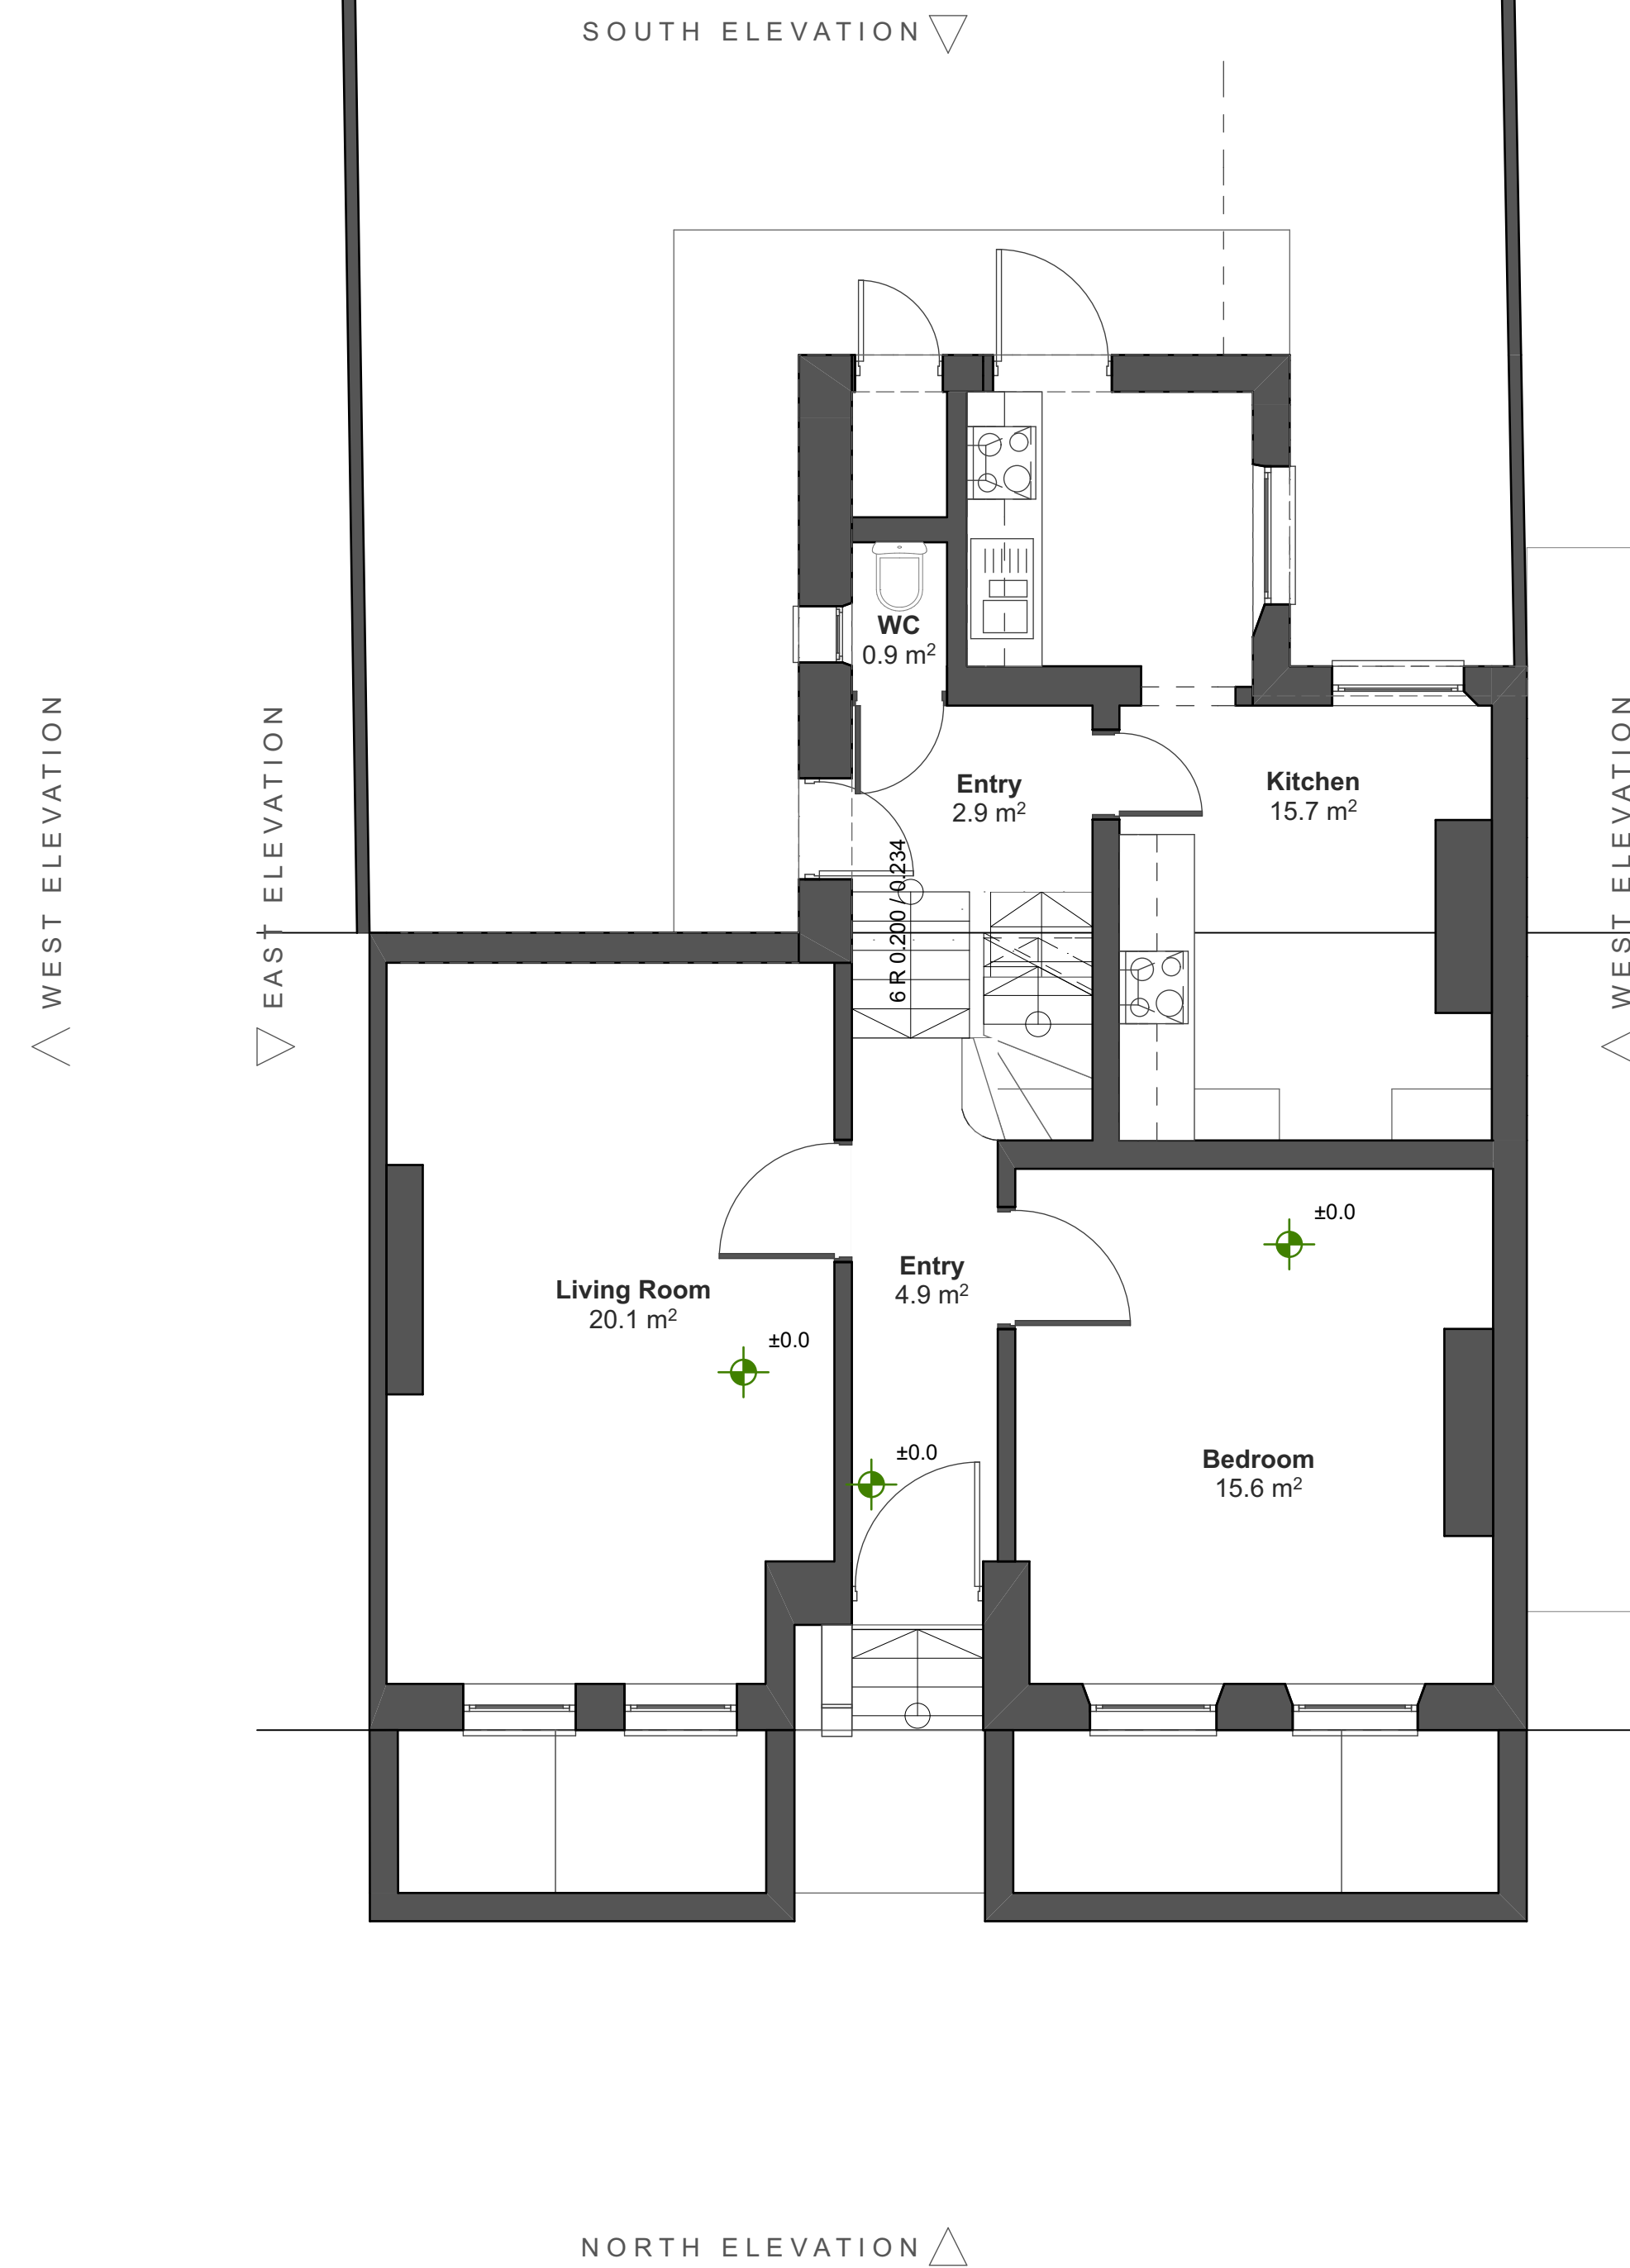 SOUTH ELEVATION
WC
0.9 m²
WEST ELEVATION
EAST ELEVATION
WEST ELEVATION
Entry
2.9 m²
Kitchen
15.7 m²
6 R 0.200 / 0.234
±0.0
Living Room
20.1 m²
Entry
4.9 m²
±0.0
±0.0
Bedroom
15.6 m²
NORTH ELEVATION